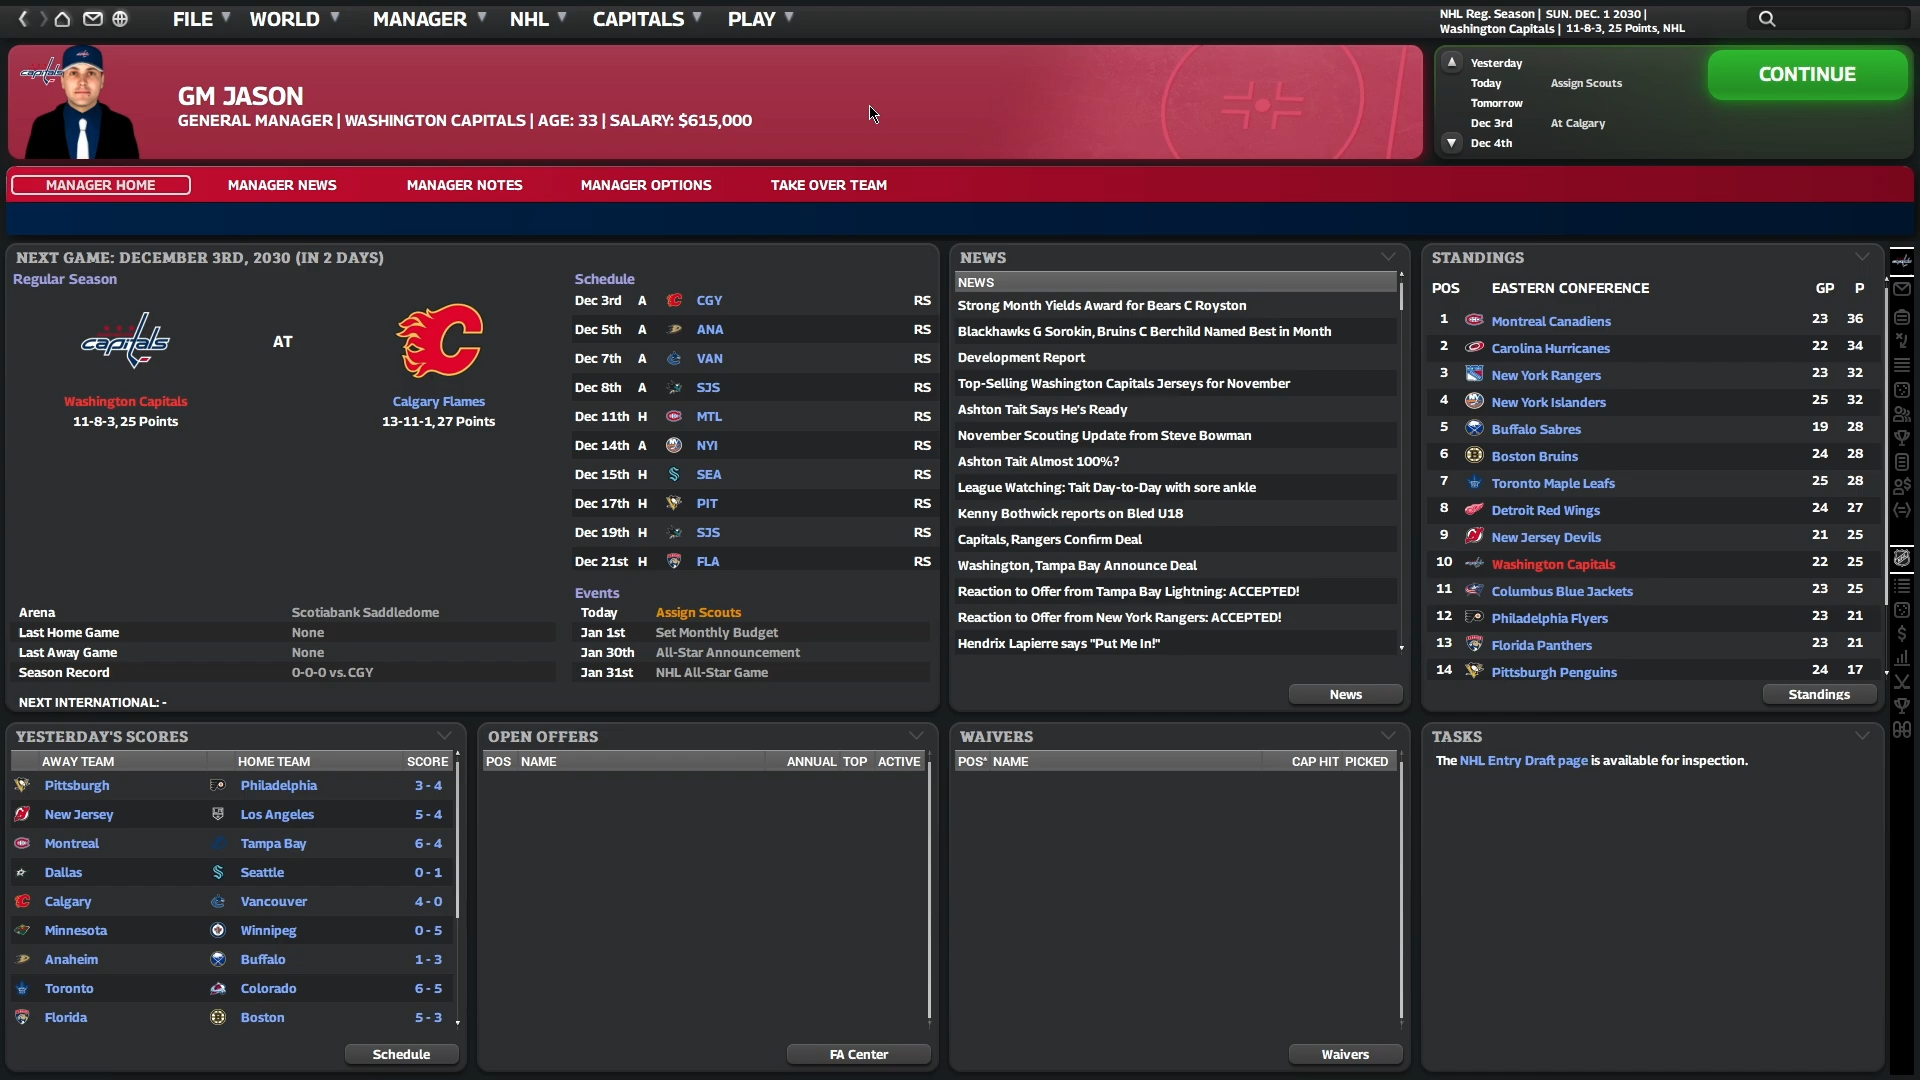 FILE WORLD MANAGER NHL CAPITALS PLAY
NHL Reg. Season | SUN. DEC. 1 2030 |
Washington Capitals | 11-8-3, 25 Points, NHL
GM JASON
GENERAL MANAGER | WASHINGTON CAPITALS | AGE: 33 | SALARY: $615,000
Yesterday
Today Assign Scouts
Tomorrow
Dec 3rd At Calgary
Dec 4th
CONTINUE
MANAGER HOME MANAGER NEWS MANAGER NOTES MANAGER OPTIONS TAKE OVER TEAM
NEXT GAME: DECEMBER 3RD, 2030 (IN 2 DAYS)
Regular Season
capitals
AT
Washington Capitals
11-8-3, 25 Points
Calgary Flames
13-11-1, 27 Points
Schedule
Dec 3rd A CGY RS
Dec 5th A ANA RS
Dec 7th A VAN RS
Dec 8th A SJS RS
Dec 11th H MTL RS
Dec 14th A NYI RS
Dec 15th H SEA RS
Dec 17th H PIT RS
Dec 19th H SJS RS
Dec 21st H FLA RS
Arena Scotiabank Saddledome
Last Home Game None
Last Away Game None
Season Record 0-0-0 vs. CGY
NEXT INTERNATIONAL: -
Events
Today Assign Scouts
Jan 1st Set Monthly Budget
Jan 30th All-Star Announcement
Jan 31st NHL All-Star Game
NEWS
NEWS
Strong Month Yields Award for Bears C Royston
Blackhawks G Sorokin, Bruins C Berchild Named Best in Month
Development Report
Top-Selling Washington Capitals Jerseys for November
Ashton Tait Says He's Ready
November Scouting Update from Steve Bowman
Ashton Tait Almost 100%?
League Watching: Tait Day-to-Day with sore ankle
Kenny Bothwick reports on Bled U18
Capitals, Rangers Confirm Deal
Washington, Tampa Bay Announce Deal
Reaction to Offer from Tampa Bay Lightning: ACCEPTED!
Reaction to Offer from New York Rangers: ACCEPTED!
Hendrix Lapierre says "Put Me In!"
News
STANDINGS
POS EASTERN CONFERENCE GP P
1 Montreal Canadiens 23 36
2 Carolina Hurricanes 22 34
3 New York Rangers 23 32
4 New York Islanders 25 32
5 Buffalo Sabres 19 28
6 Boston Bruins 24 28
7 Toronto Maple Leafs 25 28
8 Detroit Red Wings 24 27
9 New Jersey Devils 21 25
10 Washington Capitals 22 25
11 Columbus Blue Jackets 23 25
12 Philadelphia Flyers 23 21
13 Florida Panthers 23 21
14 Pittsburgh Penguins 24 17
Standings
YESTERDAY'S SCORES
AWAY TEAM HOME TEAM SCORE
Pittsburgh Philadelphia 3 - 4
New Jersey Los Angeles 5 - 4
Montreal Tampa Bay 6 - 4
Dallas Seattle 0 - 1
Calgary Vancouver 4 - 0
Minnesota Winnipeg 0 - 5
Anaheim Buffalo 1 - 3
Toronto Colorado 6 - 5
Florida Boston 5 - 3
Schedule
OPEN OFFERS
POS NAME ANNUAL TOP ACTIVE
FA Center
WAIVERS
POS NAME CAP HIT PICKED
Waivers
TASKS
The NHL Entry Draft page is available for inspection.